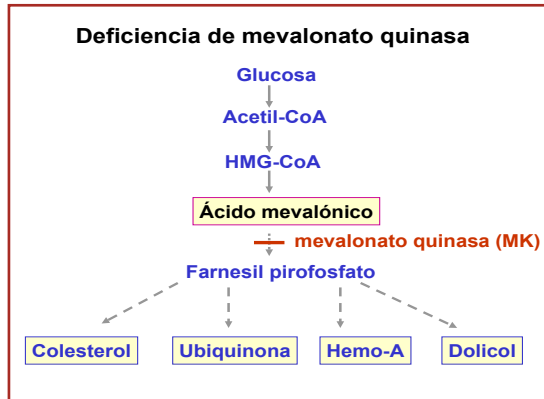 Deficiencia de mevalonato quinasa
Glucosa
Acetil-CoA
HMG-CoA
Ácido mevalónico
mevalonato quinasa (MK)
Farnesil pirofosfato
Colesterol
Ubiquinona
Hemo-A
Dolicol